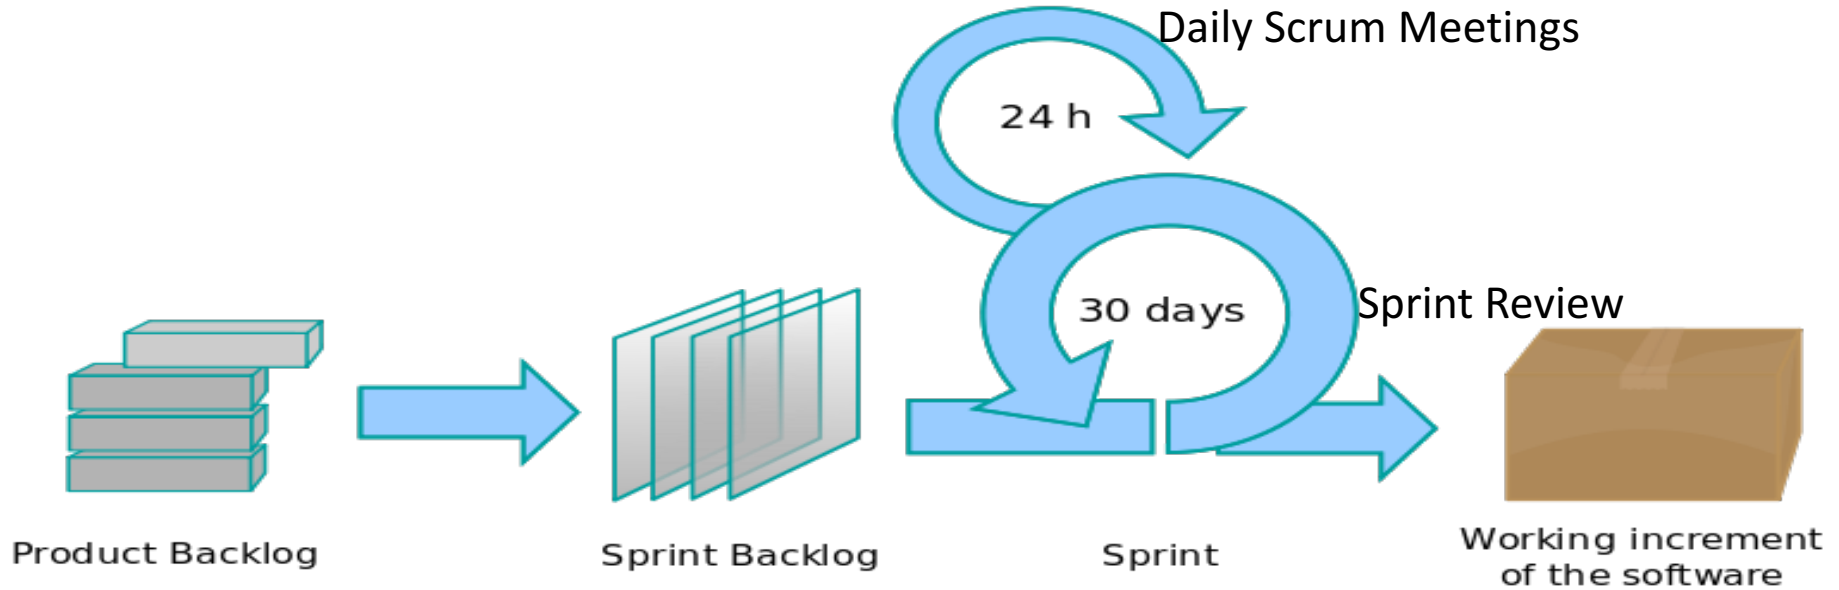 Daily Scrum Meetings
24 h
30 days
Sprint Review
Product Backlog
Sprint Backlog
Sprint
Working increment
of the software